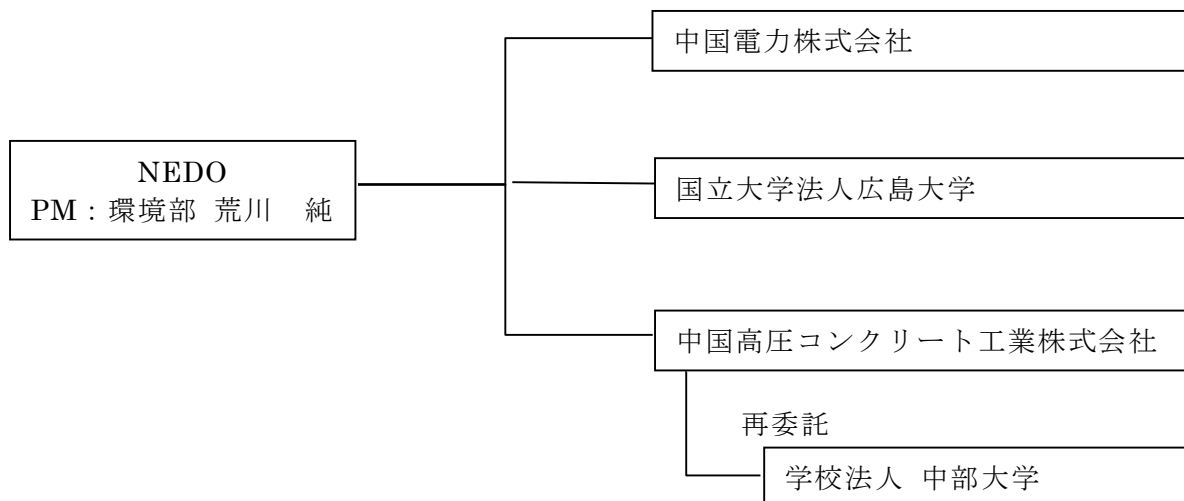 中国電力株式会社
NEDO
PM：環境部 荒川　純
国立大学法人広島大学
中国高圧コンクリート工業株式会社
再委託
学校法人 中部大学